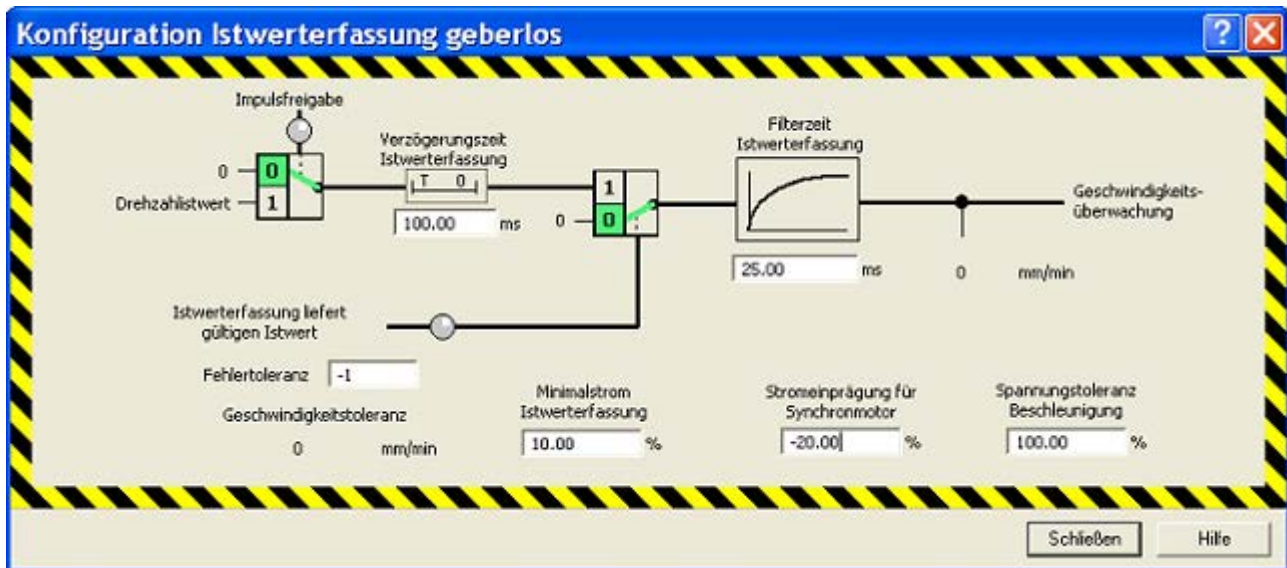 Konfiguration Istwerterfassung geberlos
Impulsfreigabe
0
0
Drehzahlistwert
1
Verzögerungszeit
Istwerterfassung
T 0
100.00 ms
1
0
0
Filterzeit
Istwerterfassung
25.00 ms
Geschwindigkeits-
überwachung
0 mm/min
Istwerterfassung liefert
gültigen Istwert
Fehlertoleranz -1
Geschwindigkeitstoleranz
0 mm/min
Minimalstrom
Istwerterfassung
10.00 %
Stromeinprägung für
Synchronmotor
-20.00 %
Spannungstoleranz
Beschleunigung
100.00 %
Schließen
Hilfe